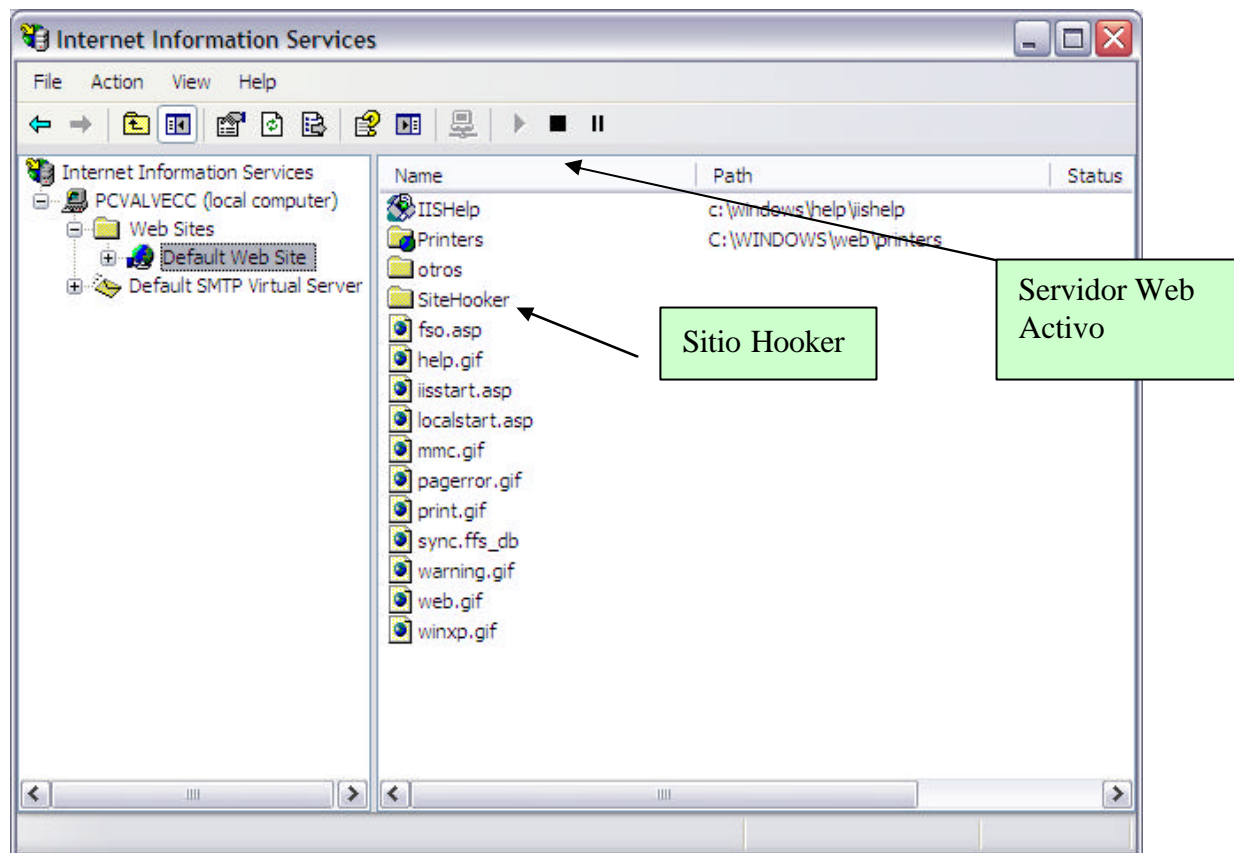 Internet Information Services
File Action View Help
Internet Information Services
PCVALVECC (local computer)
Web Sites
Default Web Site
Default SMTP Virtual Server
Name Path Status
IISHelp c:\windows\help\iishelp
Printers C:\WINDOWS\web\printers
otros
SiteHooker
fso.asp
help.gif
iisstart.asp
localstart.asp
mmc.gif
pagerror.gif
print.gif
sync.ffs_db
warning.gif
web.gif
winxp.gif
Sitio Hooker
Servidor Web
Activo